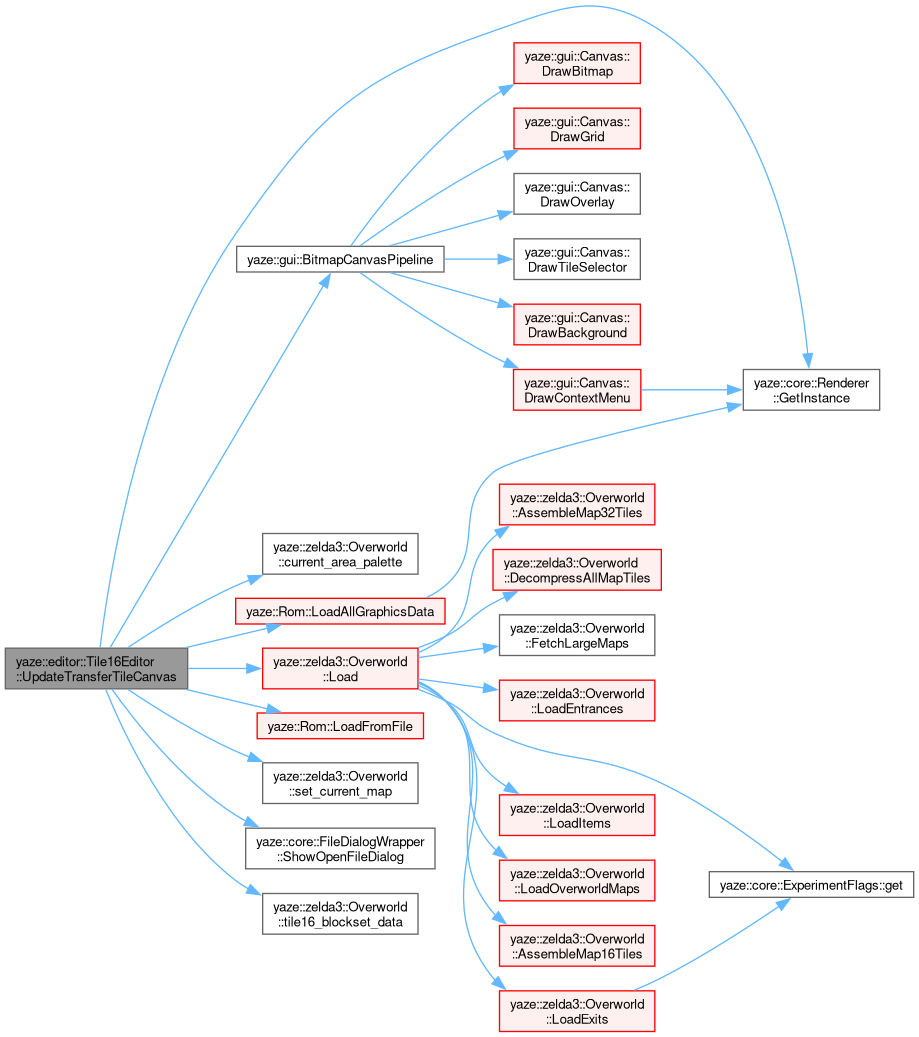 yaze::gui::Canvas::
DrawBitmap
yaze::gui::Canvas::
DrawGrid
yaze::gui::Canvas::
DrawOverlay
yaze::gui::BitmapCanvasPipeline
yaze::gui::Canvas::
DrawTileSelector
yaze::gui::Canvas::
DrawBackground
yaze::gui::Canvas::
DrawContextMenu
yaze::core::Renderer
::GetInstance
yaze::zelda3::Overworld
::AssembleMap32Tiles
yaze::zelda3::Overworld
::current_area_palette
yaze::zelda3::Overworld
::DecompressAllMapTiles
yaze::Rom::LoadAllGraphicsData
yaze::zelda3::Overworld
::FetchLargeMaps
yaze::editor::Tile16Editor
::UpdateTransferTileCanvas
yaze::zelda3::Overworld
::Load
yaze::zelda3::Overworld
::LoadEntrances
yaze::Rom::LoadFromFile
yaze::zelda3::Overworld
::set_current_map
yaze::zelda3::Overworld
::LoadItems
yaze::core::FileDialogWrapper
::ShowOpenFileDialog
yaze::zelda3::Overworld
::LoadOverworldMaps
yaze::core::ExperimentFlags::get
yaze::zelda3::Overworld
::tile16_blockset_data
yaze::zelda3::Overworld
::AssembleMap16Tiles
yaze::zelda3::Overworld
::LoadExits